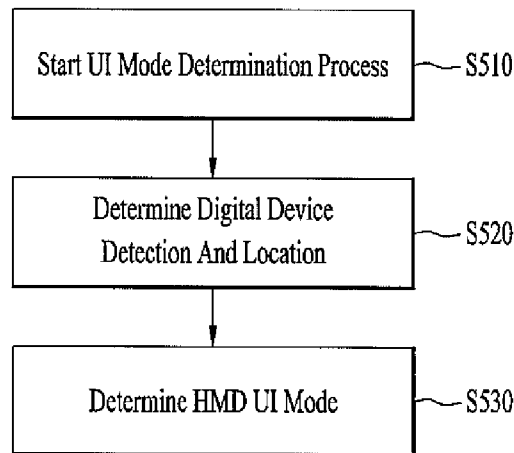 Start UI Mode Determination Process
S510
Determine Digital Device
Detection And Location
S520
Determine HMD UI Mode
S530